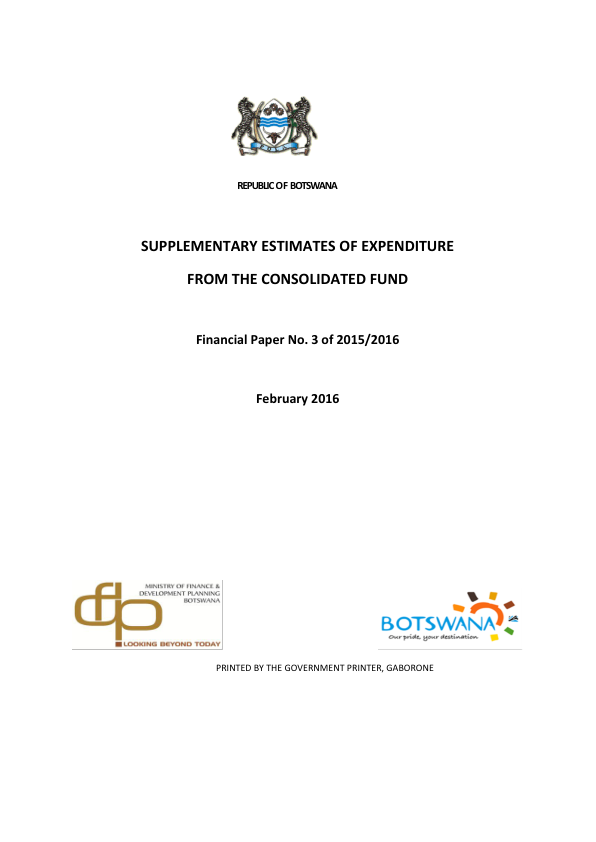 PULA
REPUBLIC OF BOTSWANA
SUPPLEMENTARY ESTIMATES OF EXPENDITURE
FROM THE CONSOLIDATED FUND
Financial Paper No. 3 of 2015/2016
February 2016
dfp
MINISTRY OF FINANCE &
DEVELOPMENT PLANNING
BOTSWANA
LOOKING BEYOND TODAY
BOTSWANA
Our pride, your destination
PRINTED BY THE GOVERNMENT PRINTER, GABORONE